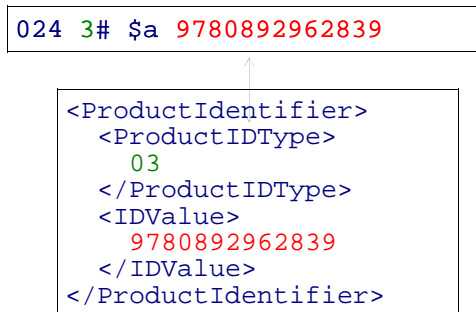 024 3# $a 9780892962839
<ProductIdentifier>
<ProductIDType>
03
</ProductIDType>
<IDValue>
9780892962839
</IDValue>
</ProductIdentifier>